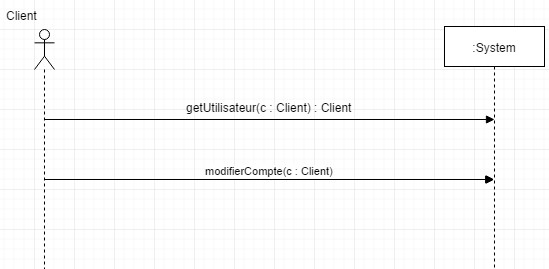 Client
:System
getUtilisateur(c : Client) : Client
modifierCompte(c : Client)